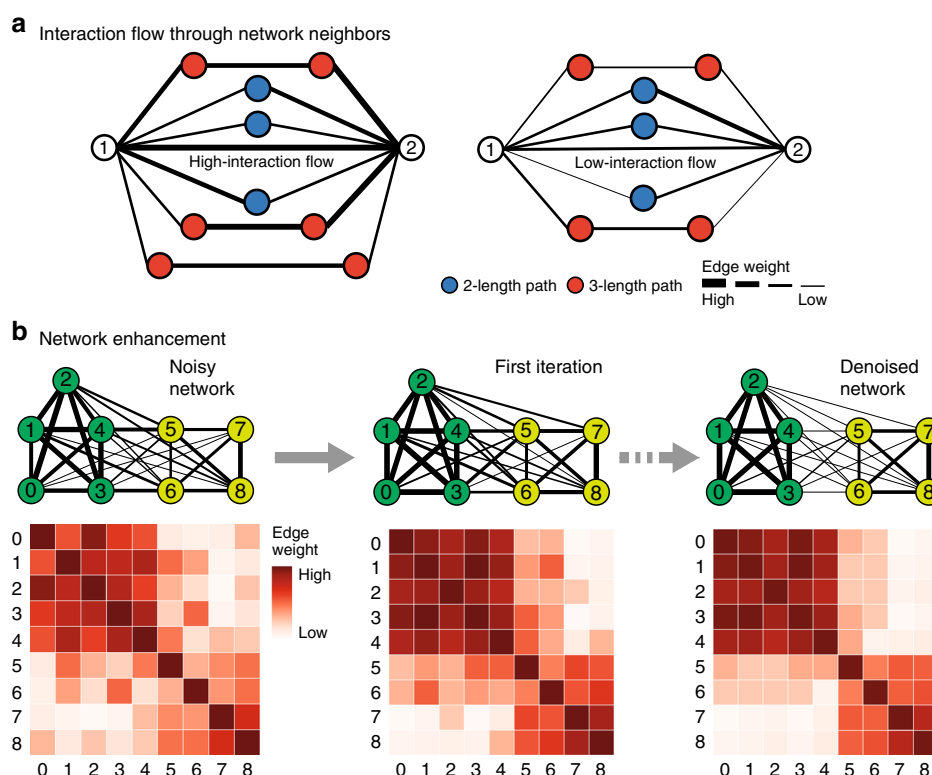 a Interaction flow through network neighbors
1 High-interaction flow 2
1 Low-interaction flow 2
2-length path 3-length path
Edge weight
High Low
b Network enhancement
Noisy
network
First iteration
Denoised
network
2
1 4 5 7
0 3 6 8
2
1 4 5 7
0 3 6 8
2
1 4 5 7
0 3 6 8
Edge
weight
High
Low
0
1
2
3
4
5
6
7
8
0 1 2 3 4 5 6 7 8
0
1
2
3
4
5
6
7
8
0 1 2 3 4 5 6 7 8
0
1
2
3
4
5
6
7
8
0 1 2 3 4 5 6 7 8